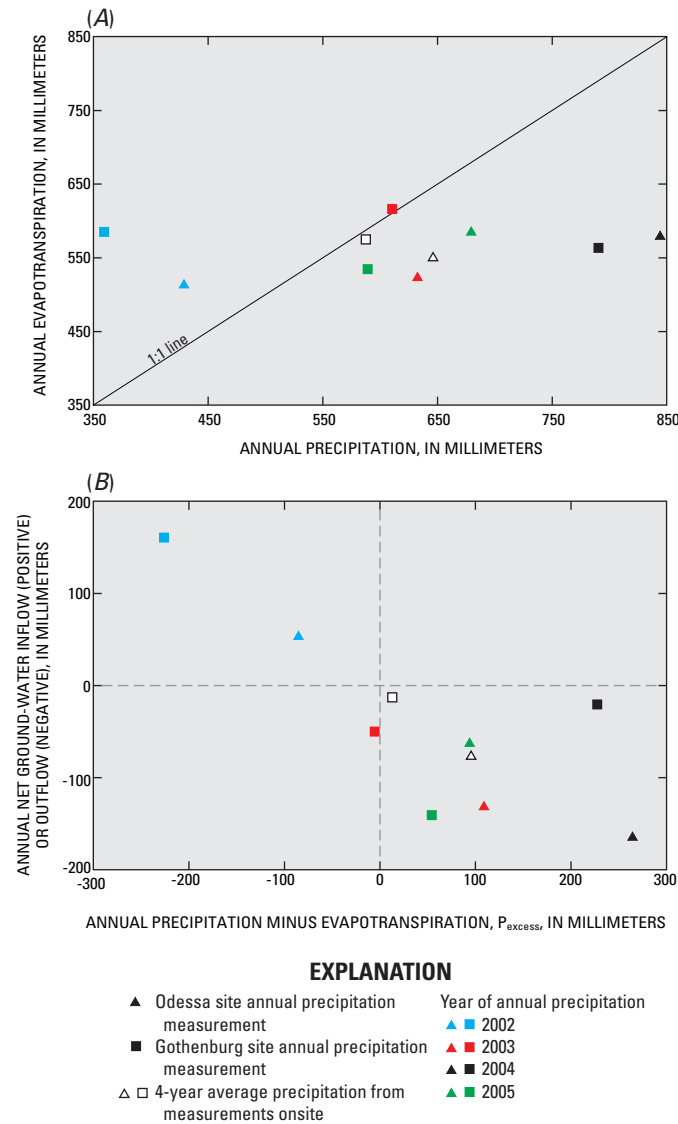 (A)
850
750
650
550
450
350
ANNUAL EVAPOTRANSPIRATION, IN MILLIMETERS
1:1 line
350 450 550 650 750 850
ANNUAL PRECIPITATION, IN MILLIMETERS
(B)
200
100
0
-100
-200
ANNUAL NET GROUND-WATER INFLOW (POSITIVE)
OR OUTFLOW (NEGATIVE), IN MILLIMETERS
-300 -200 -100 0 100 200 300
ANNUAL PRECIPITATION MINUS EVAPOTRANSPIRATION, Pexcess, IN MILLIMETERS
EXPLANATION
Odessa site annual precipitation
measurement
Gothenburg site annual precipitation
measurement
4-year average precipitation from
measurements onsite
Year of annual precipitation
2002
2003
2004
2005